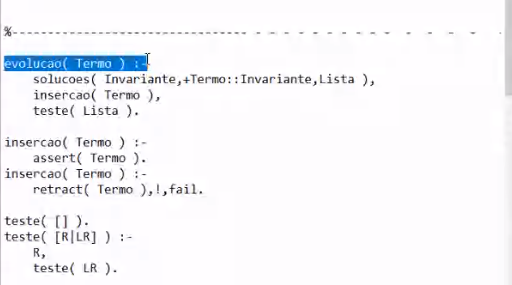 %--------------------------------- - - - - - - - - - -
evolucao( Termo ) :-
    solucoes( Invariante,+Termo::Invariante,Lista ),
    insercao( Termo ),
    teste( Lista ).
insercao( Termo ) :-
    assert( Termo ).
insercao( Termo ) :-
    retract( Termo ),!,fail.
teste( [] ).
teste( [R|LR] ) :-
    R,
    teste( LR ).